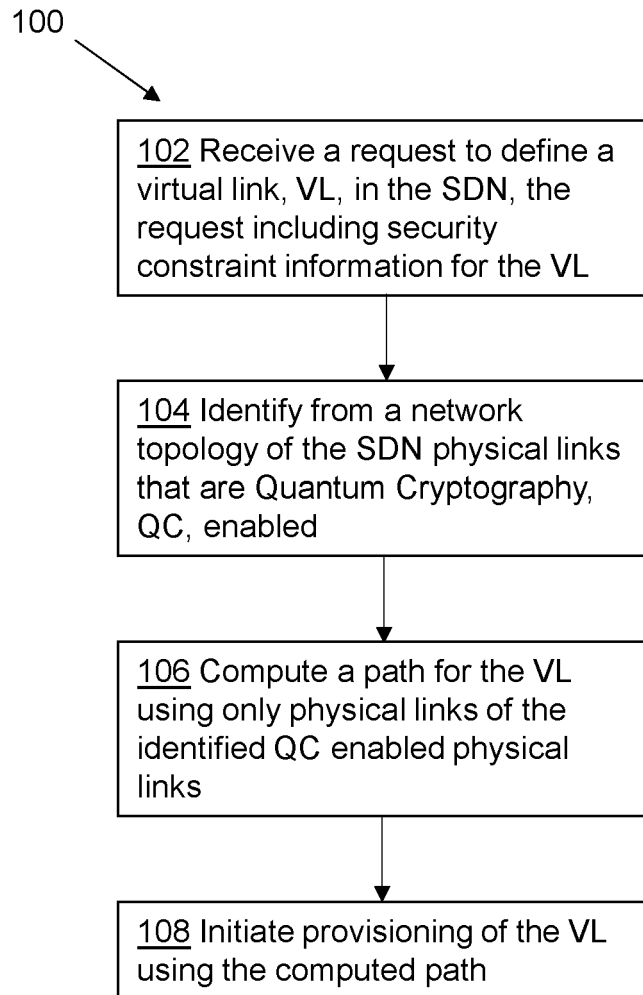 100
102 Receive a request to define a
virtual link, VL, in the SDN, the
request including security
constraint information for the VL
104 Identify from a network
topology of the SDN physical links
that are Quantum Cryptography,
QC, enabled
106 Compute a path for the VL
using only physical links of the
identified QC enabled physical
links
108 Initiate provisioning of the VL
using the computed path